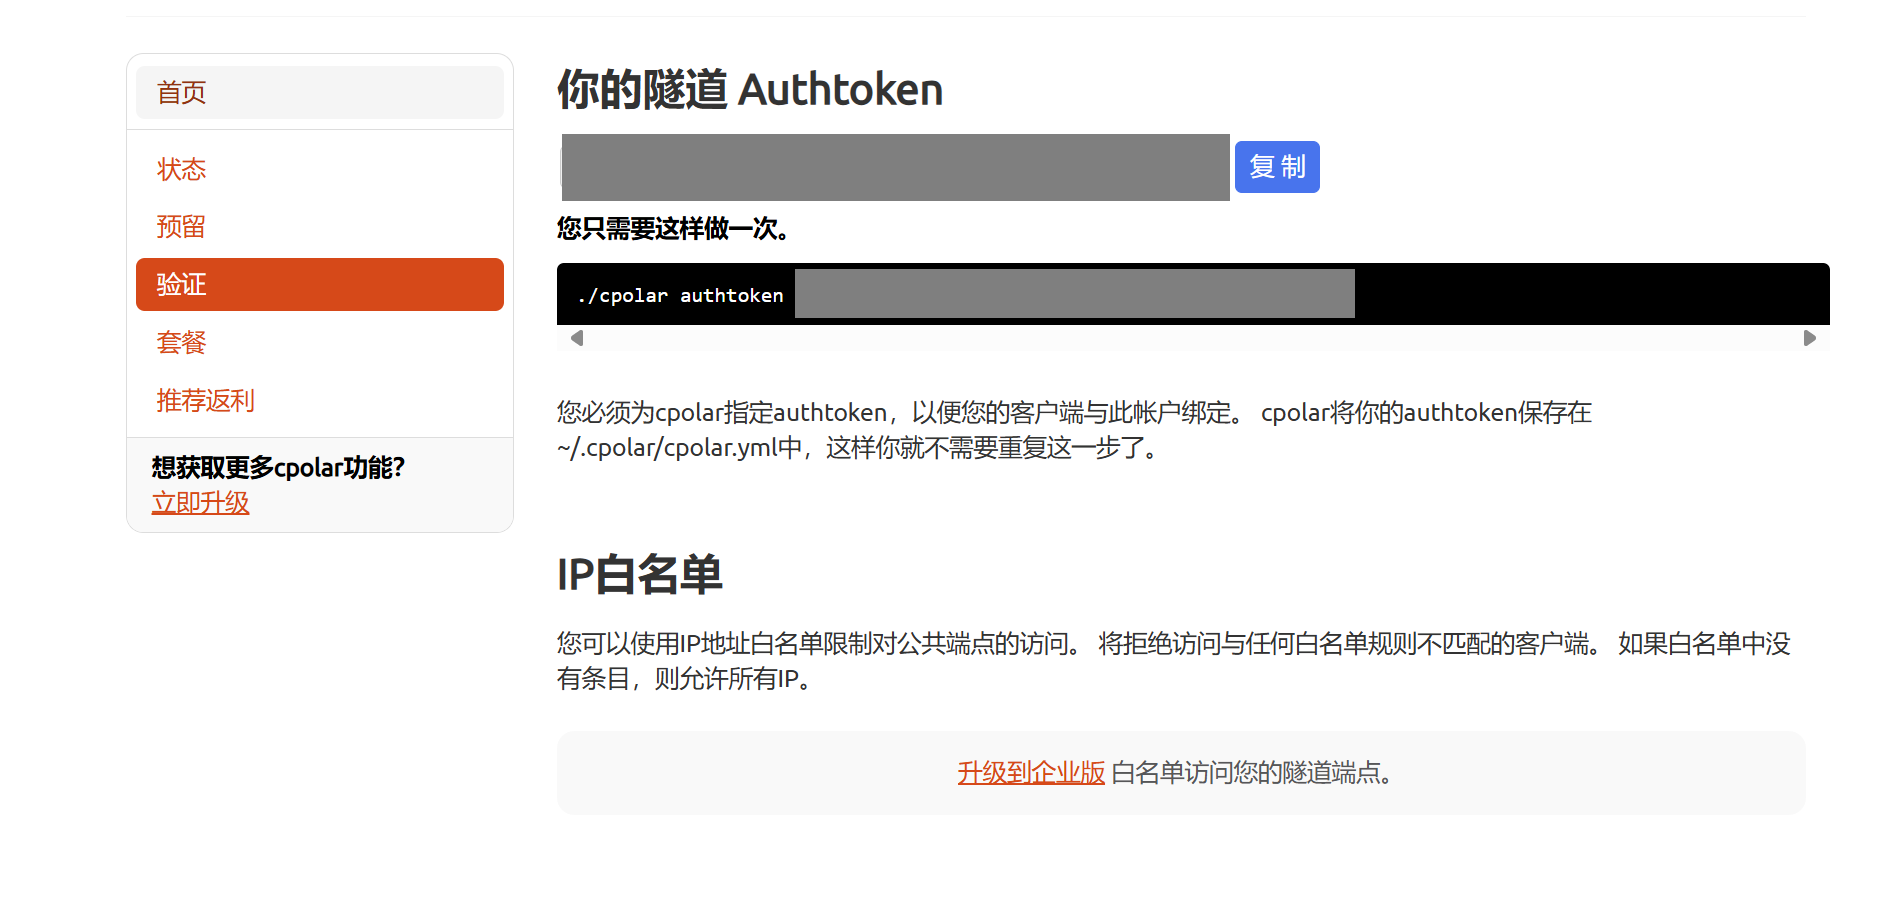 首页
状态
预留
验证
套餐
推荐返利
想获取更多cpolar功能?
立即升级
你的隧道 Authtoken
复 制
您只需要这样做一次。
./cpolar authtoken
您必须为cpolar指定authtoken，以便您的客户端与此帐户绑定。 cpolar将你的authtoken保存在
~/.cpolar/cpolar.yml中，这样你就不需要重复这一步了。
IP白名单
您可以使用IP地址白名单限制对公共端点的访问。 将拒绝访问与任何白名单规则不匹配的客户端。 如果白名单中没
有条目，则允许所有IP。
升级到企业版 白名单访问您的隧道端点。